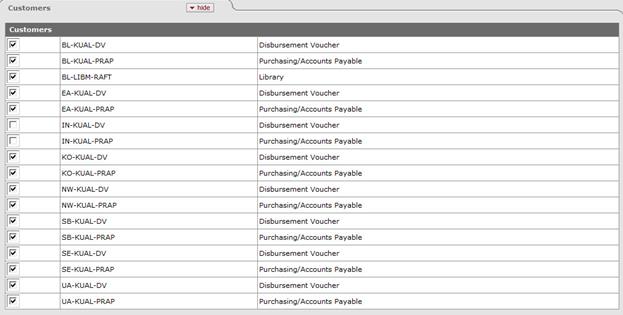 Customers hide
Customers
BL-KUAL-DV Disbursement Voucher
BL-KUAL-PRAP Purchasing/Accounts Payable
BL-LIBM-RAFT Library
EA-KUAL-DV Disbursement Voucher
EA-KUAL-PRAP Purchasing/Accounts Payable
IN-KUAL-DV Disbursement Voucher
IN-KUAL-PRAP Purchasing/Accounts Payable
KO-KUAL-DV Disbursement Voucher
KO-KUAL-PRAP Purchasing/Accounts Payable
NW-KUAL-DV Disbursement Voucher
NW-KUAL-PRAP Purchasing/Accounts Payable
SB-KUAL-DV Disbursement Voucher
SB-KUAL-PRAP Purchasing/Accounts Payable
SE-KUAL-DV Disbursement Voucher
SE-KUAL-PRAP Purchasing/Accounts Payable
UA-KUAL-DV Disbursement Voucher
UA-KUAL-PRAP Purchasing/Accounts Payable